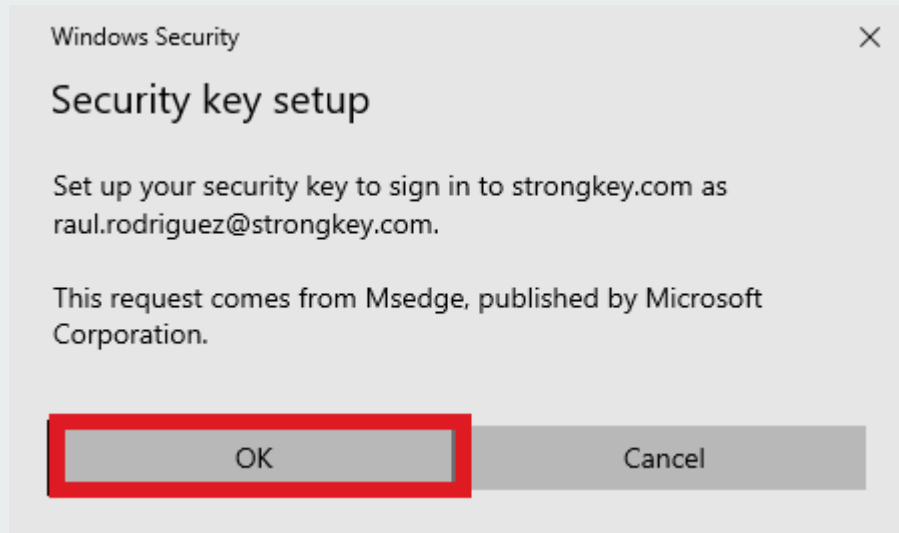 Windows Security
Security key setup
Set up your security key to sign in to strongkey.com as
raul.rodriguez@strongkey.com.
This request comes from Msedge, published by Microsoft
Corporation.
OK
Cancel